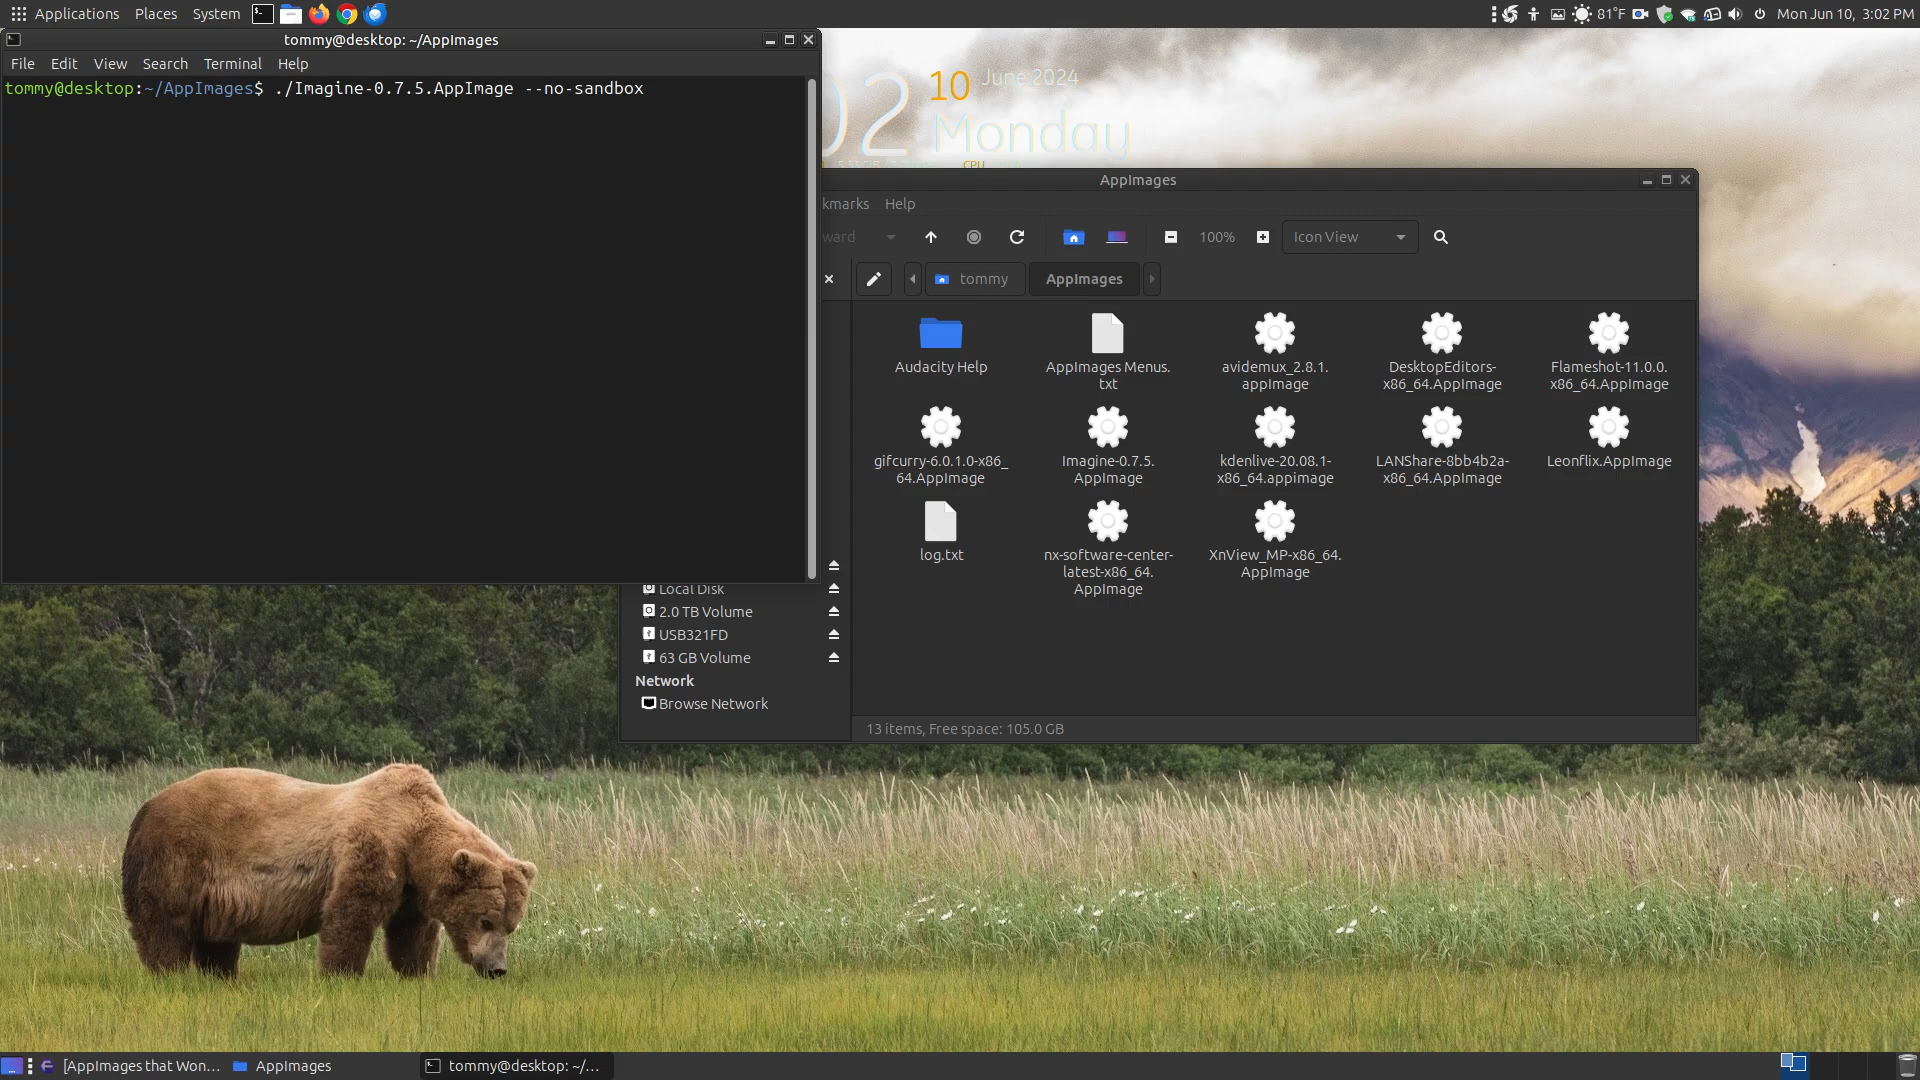 Applications Places System 81°F Mon Jun 10, 3:02 PM
tommy@desktop: ~/AppImages
File Edit View Search Terminal Help
tommy@desktop:~/AppImages$ ./Imagine-0.7.5.AppImage --no-sandbox
02 10 June 2024
Monday
CPU
AppImages
kmarks Help
ward 100% Icon View
tommy AppImages
Audacity Help
AppImages Menus.
txt
avidemux_2.8.1.
appImage
DesktopEditors-
x86_64.AppImage
Flameshot-11.0.0.
x86_64.AppImage
gifcurry-6.0.1.0-x86_
64.AppImage
Imagine-0.7.5.
AppImage
kdenlive-20.08.1-
x86_64.appimage
LANShare-8bb4b2a-
x86_64.AppImage
Leonflix.AppImage
log.txt
nx-software-center-
latest-x86_64.
AppImage
XnView_MP-x86_64.
AppImage
Local Disk
2.0 TB Volume
USB321FD
63 GB Volume
Network
Browse Network
13 items, Free space: 105.0 GB
[AppImages that Won... AppImages tommy@desktop: ~/...